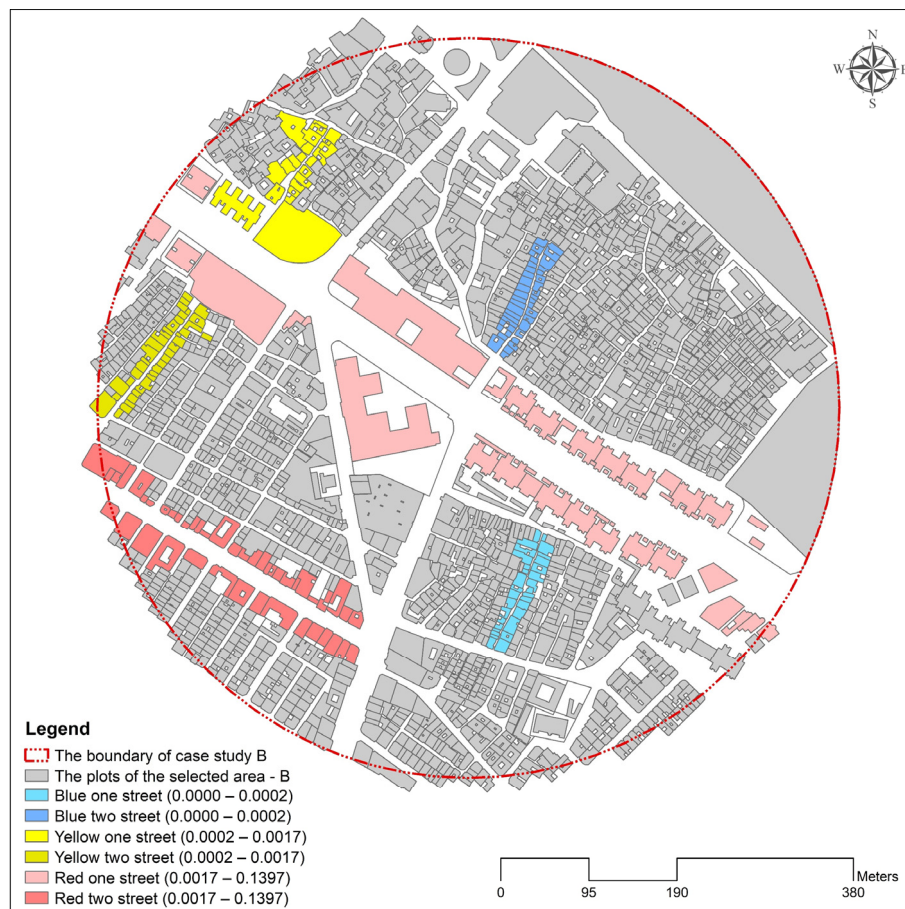 N
W E
S
Legend
The boundary of case study B
The plots of the selected area - B
Blue one street (0.0000 – 0.0002)
Blue two street (0.0000 – 0.0002)
Yellow one street (0.0002 – 0.0017)
Yellow two street (0.0002 – 0.0017)
Red one street (0.0017 – 0.1397)
Red two street (0.0017 – 0.1397)
Meters
0 95 190 380